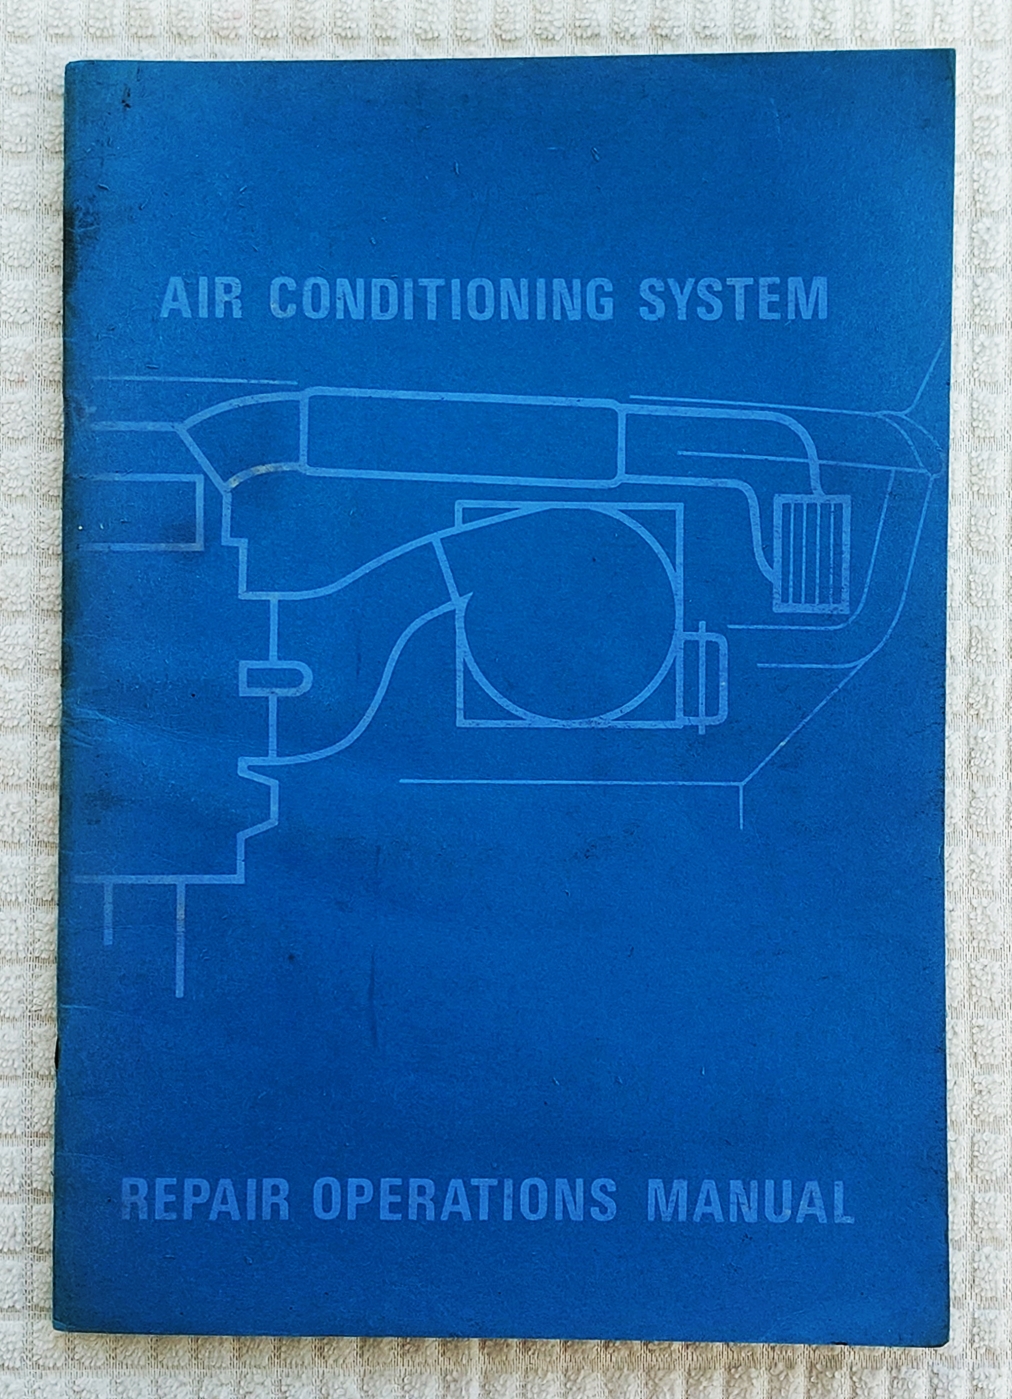 AIR CONDITIONING SYSTEM
REPAIR OPERATIONS MANUAL